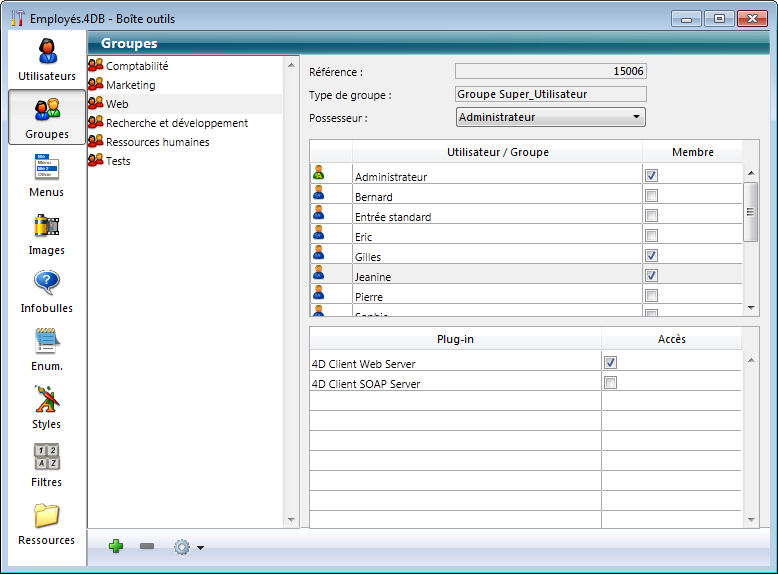 Employés.4DB - Boîte outils
Utilisateurs
Groupes
Menus
Images
Infobulles
Enum.
Styles
Filtres
Ressources
Groupes
Comptabilité
Marketing
Web
Recherche et développement
Ressources humaines
Tests
Référence : 15006
Type de groupe : Groupe Super_Utilisateur
Possesseur : Administrateur
Utilisateur / Groupe Membre
Administrateur
Bernard
Entrée standard
Eric
Gilles
Jeanine
Pierre
Plug-in Accès
4D Client Web Server
4D Client SOAP Server